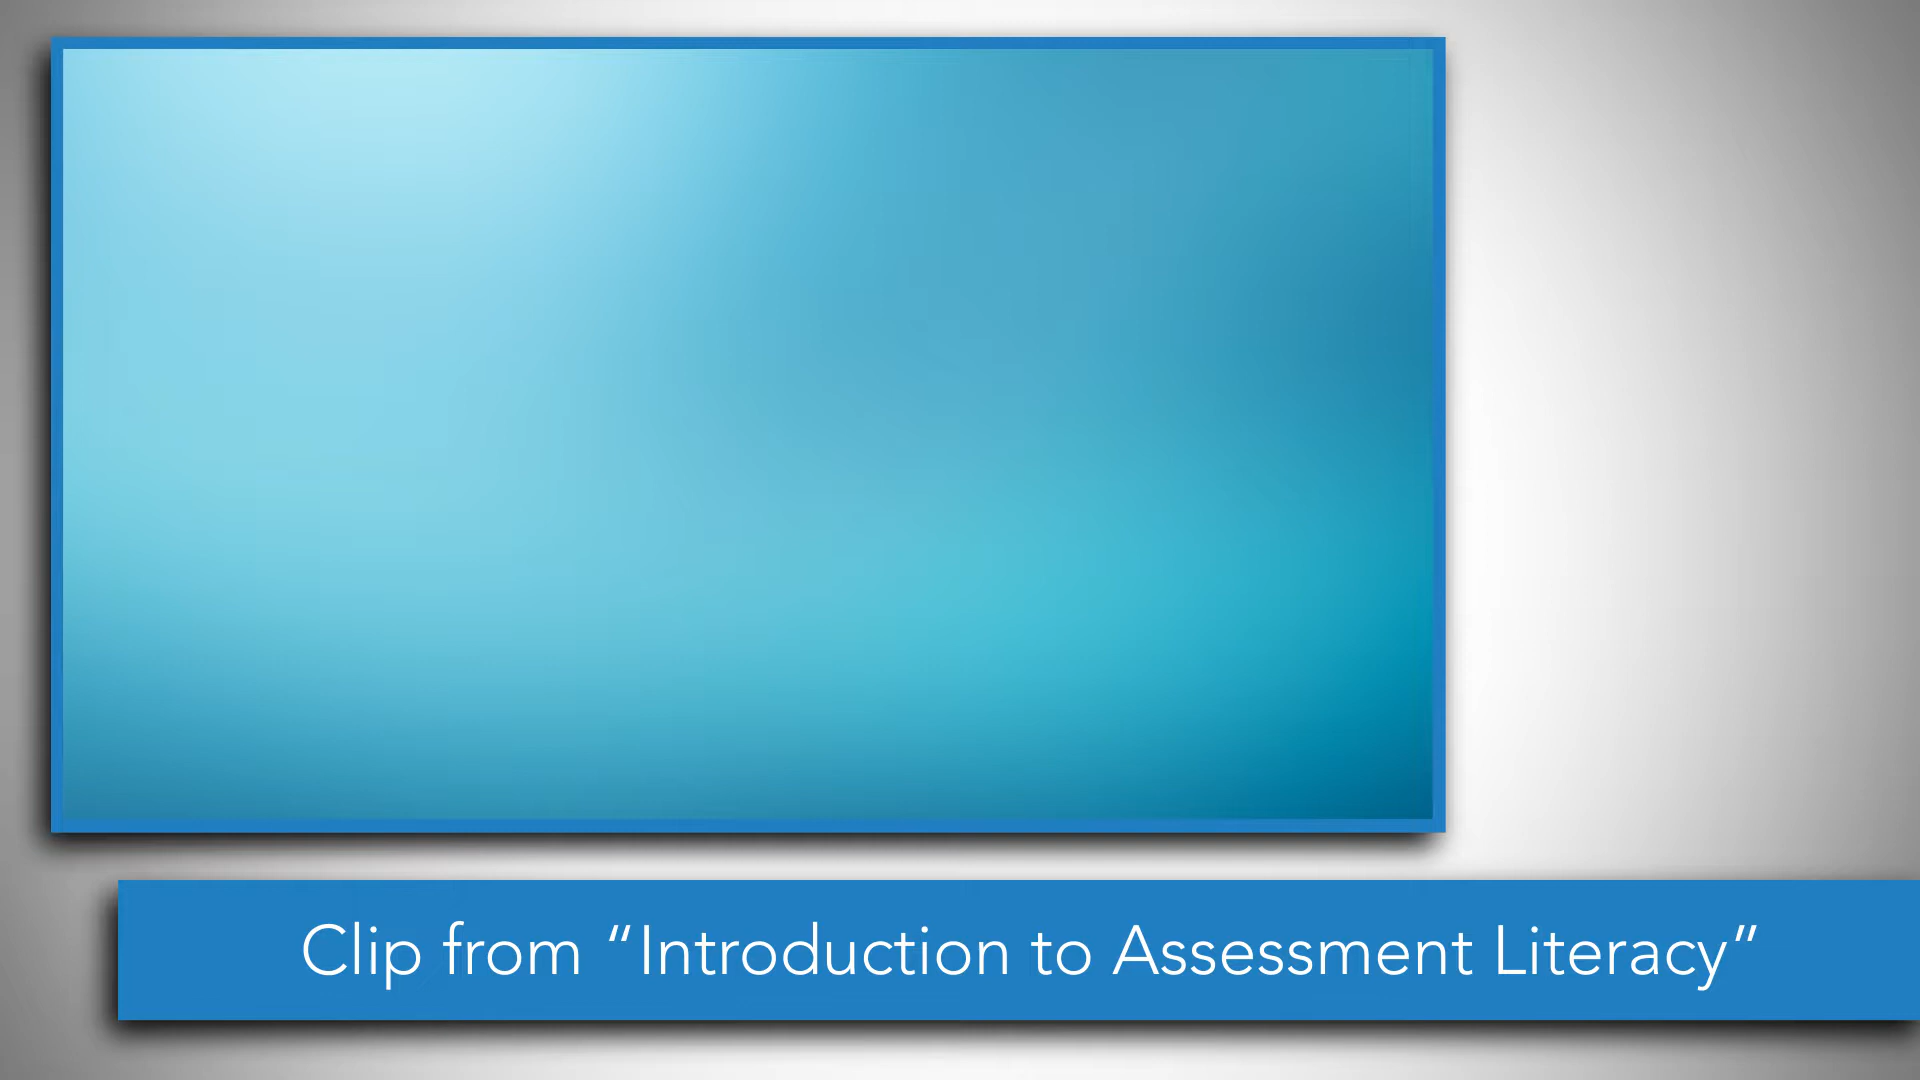 Clip from “Introduction to Assessment Literacy”